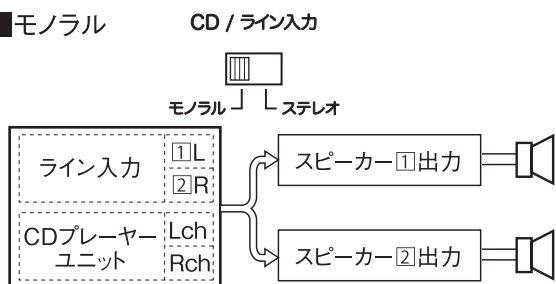 ■モノラル
CD / ライン入力
モノラル
ステレオ
ライン入力
1L
2R
CDプレーヤー
ユニット
Lch
Rch
スピーカー1出力
スピーカー2出力